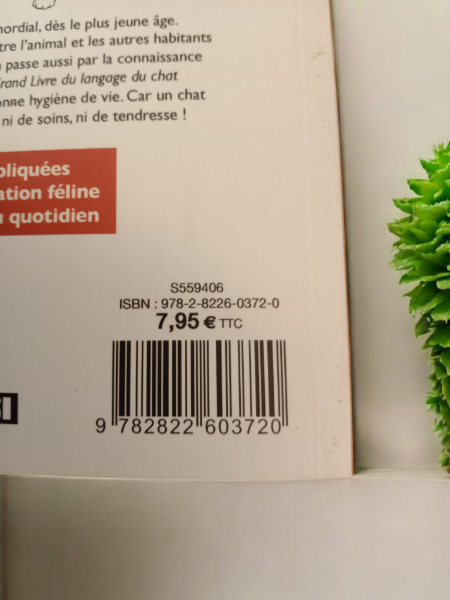 ordial, dès le plus jeune âge.
tre l'animal et les autres habitants
passe aussi par la connaissance
rand Livre du langage du chat
onne hygiène de vie. Car un chat
ni de soins, ni de tendresse !
pliquées
ation féline
quotidien
S559406
ISBN : 978-2-8226-0372-0
7,95 € TTC
9 782822 603720